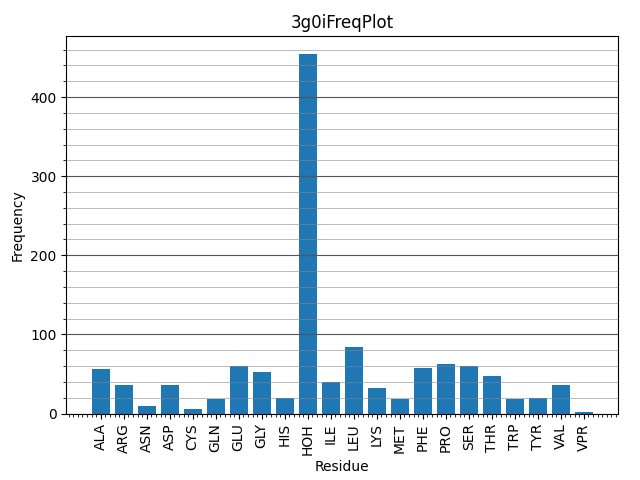 3g0iFreqPlot
Frequency
400
300
200
100
0
ALA ARG ASN ASP CYS GLN GLU GLY HIS HOH ILE LEU LYS MET PHE PRO SER THR TRP TYR VAL VPR
Residue